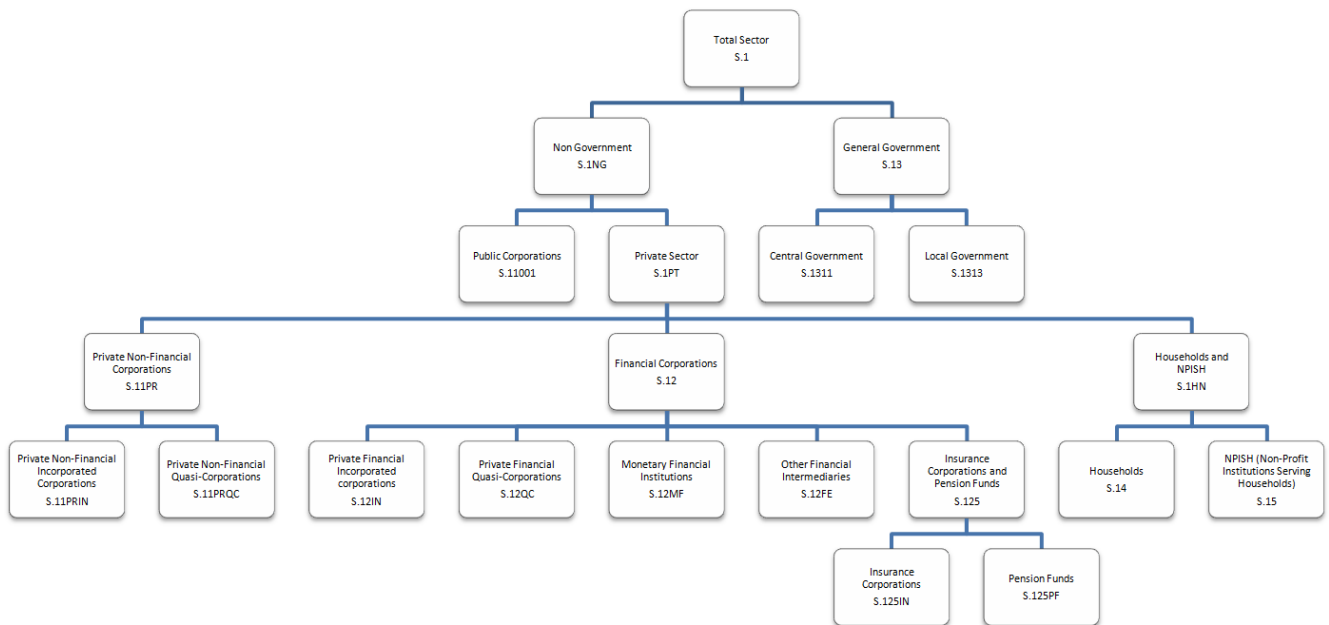 Total Sector
S.1
Non Government
S.1NG
General Government
S.13
Public Corporations
S.11001
Private Sector
S.1PT
Central Government
S.1311
Local Government
S.1313
Private Non-Financial
Corporations
S.11PR
Financial Corporations
S.12
Households and
NPISH
S.1HN
Private Non-Financial
Incorporated
Corporations
S.11PRIN
Private Non-Financial
Quasi-Corporations
S.11PRQC
Private Financial
Incorporated
corporations
S.12IN
Private Financial
Quasi-Corporations
S.12QC
Monetary Financial
Institutions
S.12MF
Other Financial
Intermediaries
S.12FE
Insurance
Corporations and
Pension Funds
S.125
Households
S.14
NPISH (Non-Profit
Institutions Serving
Households)
S.15
Insurance
Corporations
S.125IN
Pension Funds
S.125PF